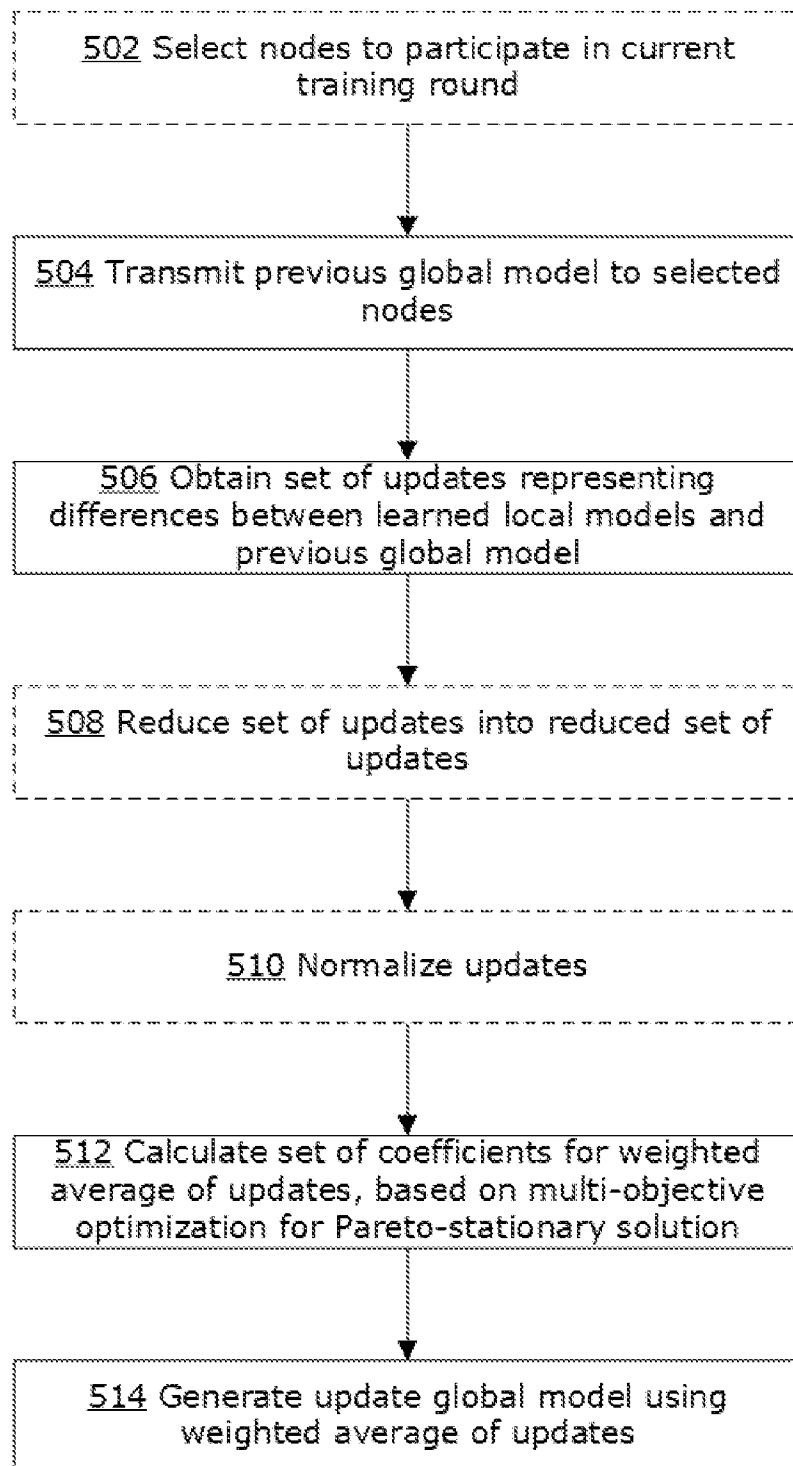 502 Select nodes to participate in current
training round
504 Transmit previous global model to selected
nodes
506 Obtain set of updates representing
differences between learned local models and
previous global model
508 Reduce set of updates into reduced set of
updates
510 Normalize updates
512 Calculate set of coefficients for weighted
average of updates, based on multi-objective
optimization for Pareto-stationary solution
514 Generate update global model using
weighted average of updates